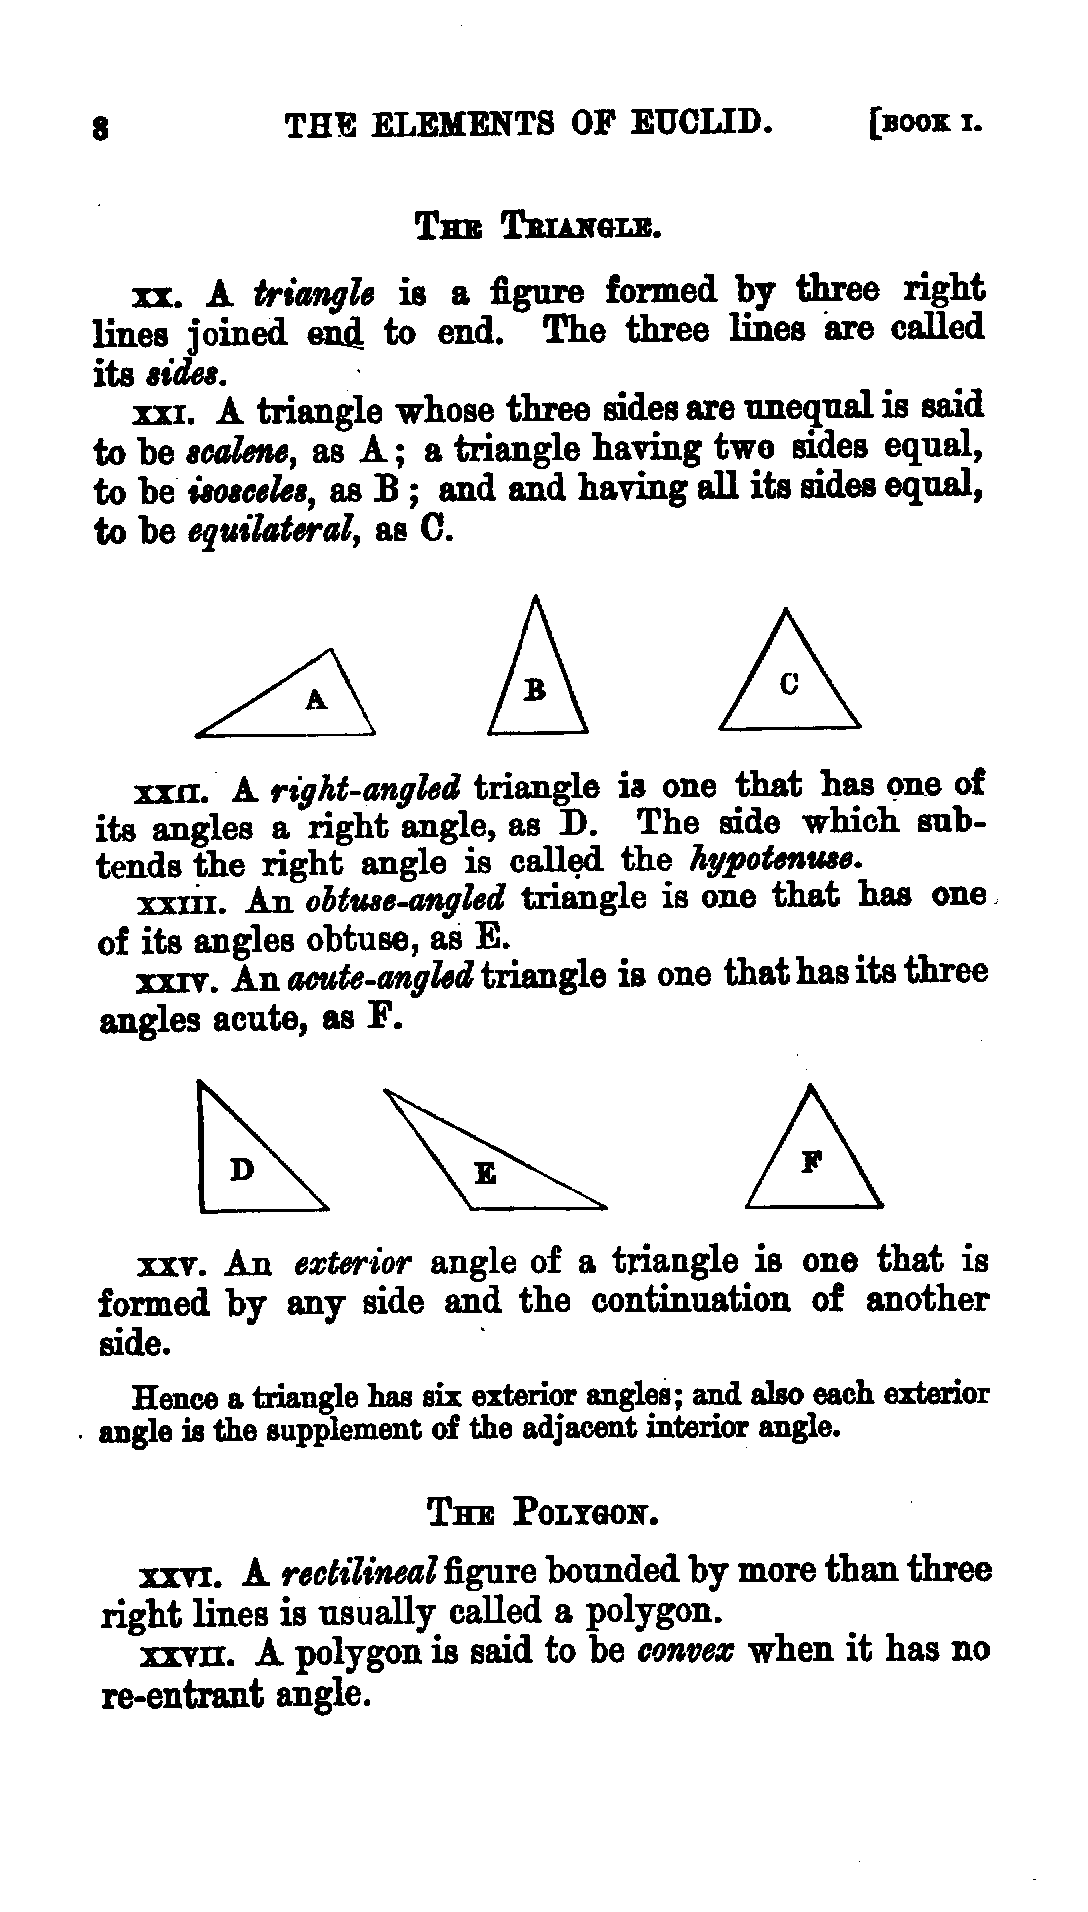 8 THE ELEMENTS OF EUCLID. [BOOK I.
THE TRIANGLE.
XX. A triangle is a figure formed by three right
lines joined end to end. The three lines are called
its sides.
XXI. A triangle whose three sides are unequal is said
to be scalene, as A; a triangle having two sides equal,
to be isosceles, as B; and and having all its sides equal,
to be equilateral, as C.
A B C
XXII. A right-angled triangle is one that has one of
its angles a right angle, as D. The side which sub-
tends the right angle is called the hypotenuse.
XXIII. An obtuse-angled triangle is one that has one
of its angles obtuse, as E.
XXIV. An acute-angled triangle is one that has its three
angles acute, as F.
D E F
XXV. An exterior angle of a triangle is one that is
formed by any side and the continuation of another
side.
Hence a triangle has six exterior angles; and also each exterior
angle is the supplement of the adjacent interior angle.
THE POLYGON.
XXVI. A rectilineal figure bounded by more than three
right lines is usually called a polygon.
XXVII. A polygon is said to be convex when it has no
re-entrant angle.